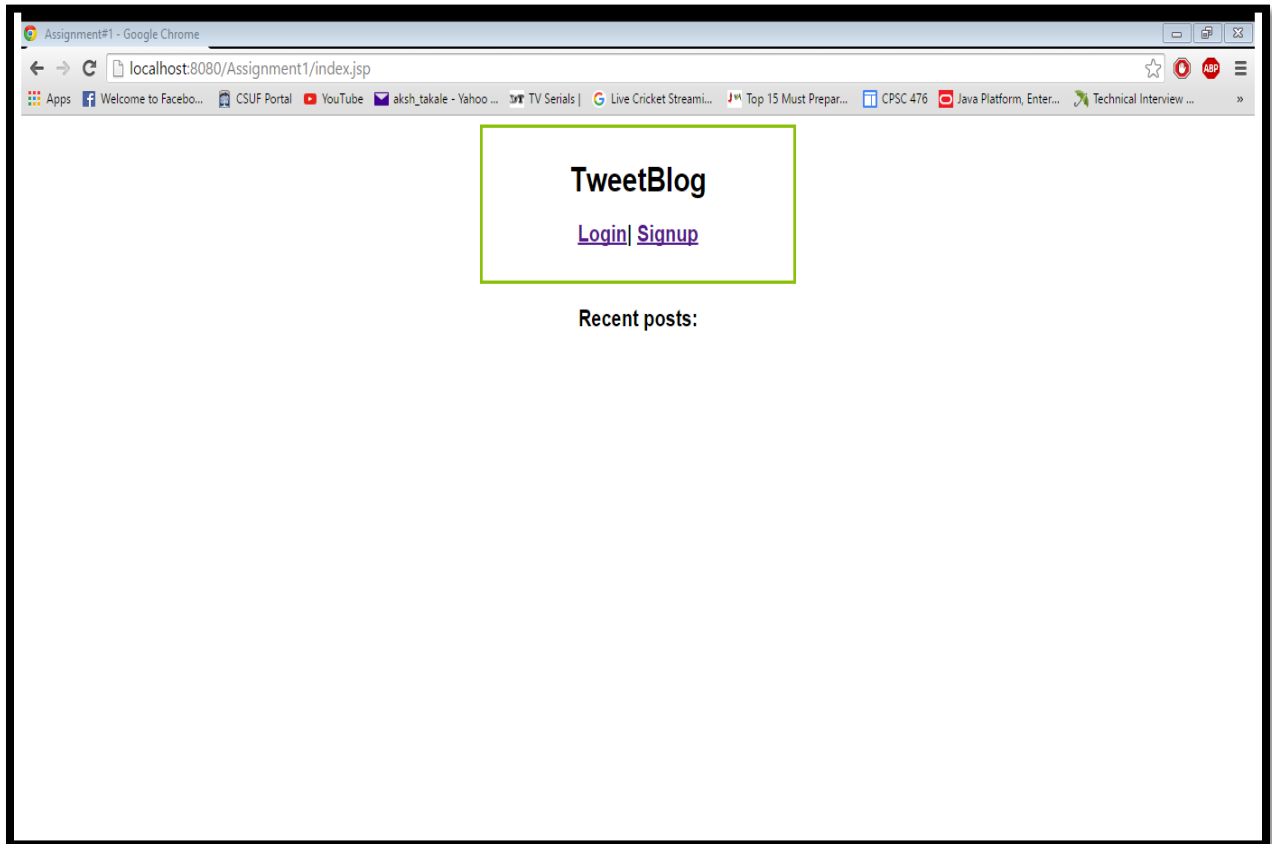 Assignment#1 - Google Chrome
localhost:8080/Assignment1/index.jsp ABP
Apps Welcome to Facebo... CSUF Portal YouTube aksh_takale - Yahoo ... TV Serials | Live Cricket Streami... Top 15 Must Prepar... CPSC 476 Java Platform, Enter... Technical Interview ... »
TweetBlog
Login| Signup
Recent posts: